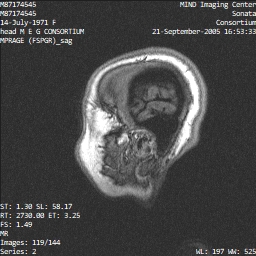 M87174545
M87174545
14-July-1971 F
head M E G CONSORTIUM
MPRAGE (FSPGR)_sag
MIND Imaging Center
Sonata
Consortium
21-September-2005 16:53:33
ST: 1.30 SL: 58.17
RT: 2730.00 ET: 3.25
FS: 1.49
MR
Images: 119/144
Series: 2
WL: 197 WW: 525